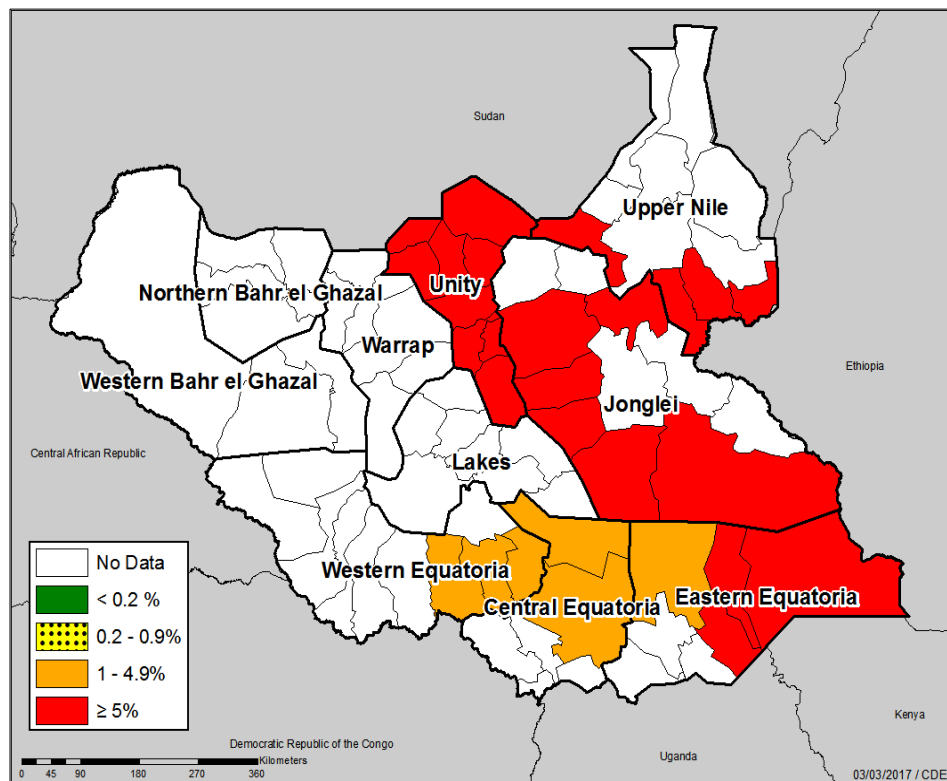 Sudan
Upper Nile
Unity
Northern Bahr el Ghazal
Warrap
Ethiopia
Western Bahr el Ghazal
Jonglei
Central African Republic
Lakes
No Data
< 0.2 %
0.2 - 0.9%
1 - 4.9%
≥ 5%
Western Equatoria
Central Equatoria
Eastern Equatoria
Kenya
Democratic Republic of the Congo
Uganda
Kilometers
0 45 90 180 270 360
03/03/2017 / CDE